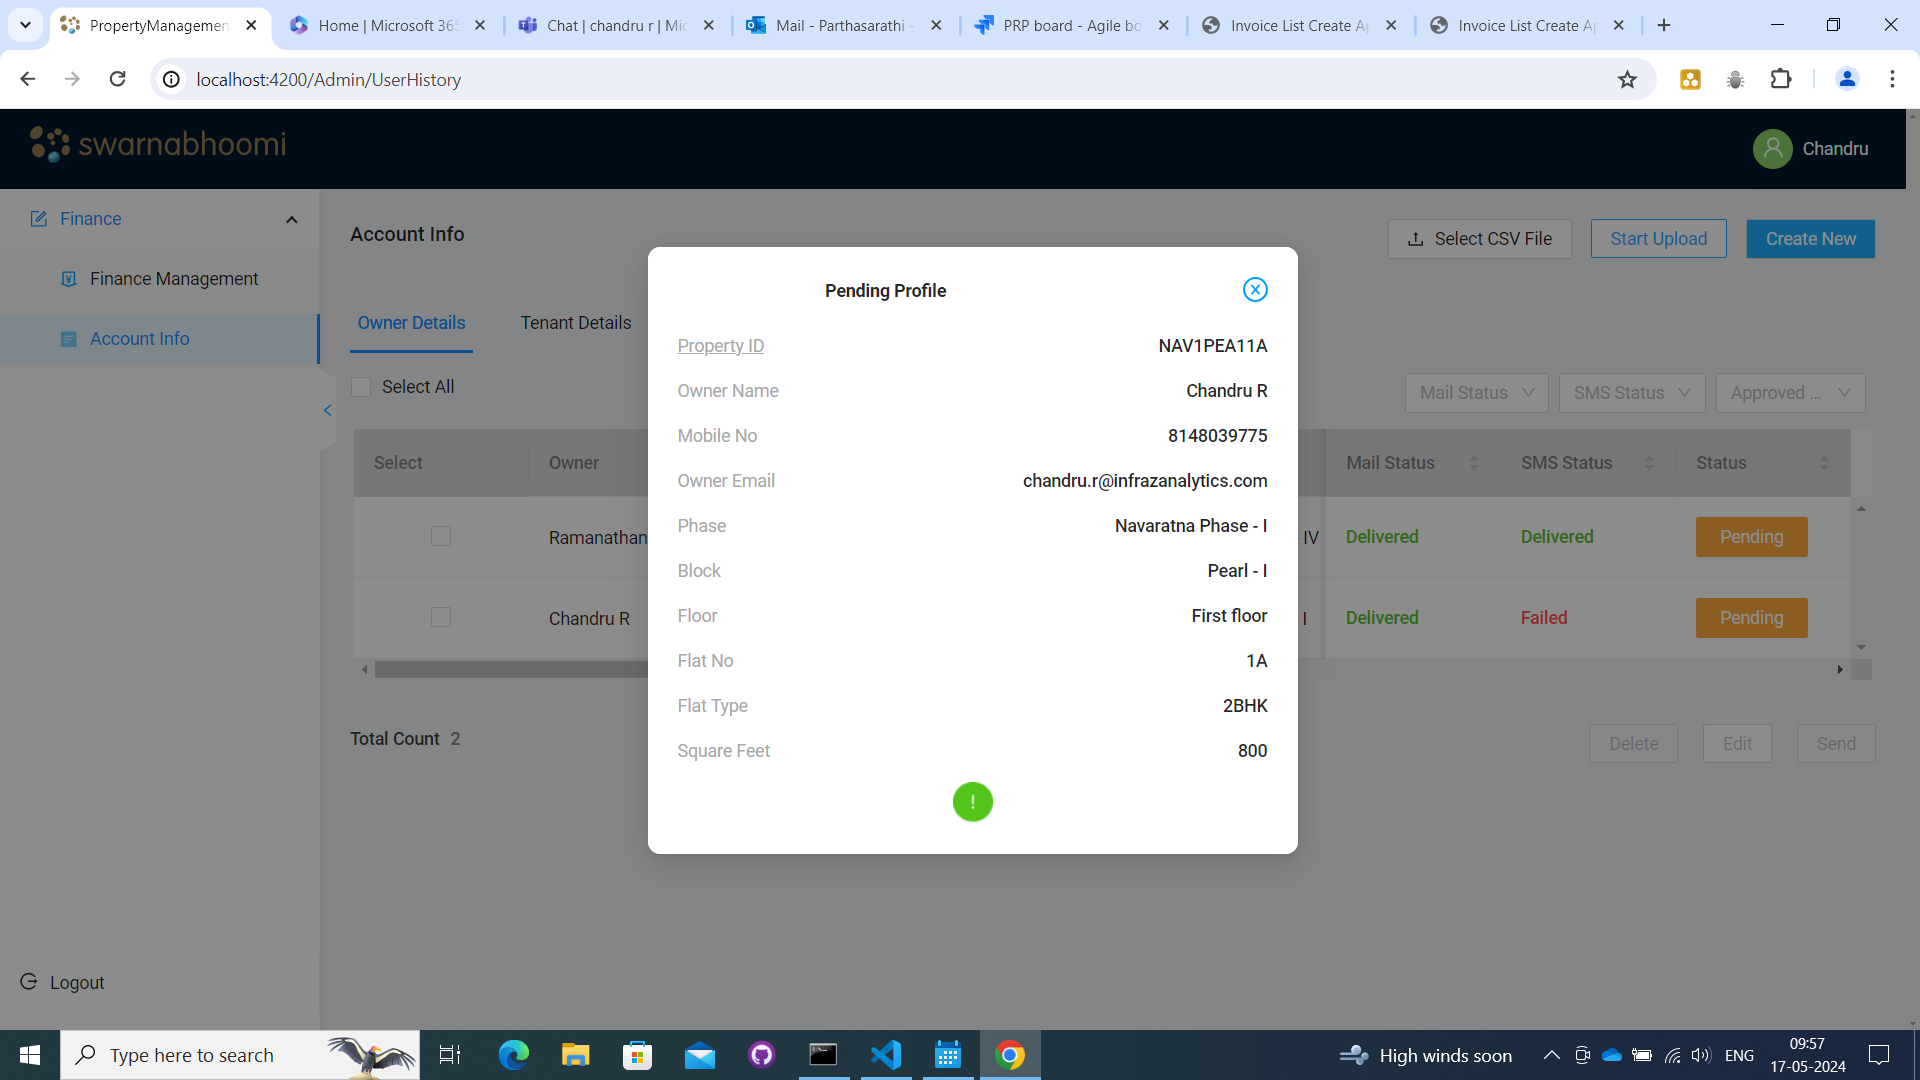 PropertyManagemen
Home | Microsoft 365
Chat | chandru r | Mic
Mail - Parthasarathi -
PRP board - Agile bo
Invoice List Create Ap
Invoice List Create Ap
localhost:4200/Admin/UserHistory
swarnabhoomi
Chandru
Finance
Finance Management
Account Info
Logout
Account Info
Select CSV File
Start Upload
Create New
Owner Details
Tenant Details
Select All
Mail Status
SMS Status
Approved ...
Select
Owner
Mail Status
SMS Status
Status
Ramanathan
IV
Delivered
Delivered
Pending
Chandru R
I
Delivered
Failed
Pending
Total Count 2
Delete
Edit
Send
Pending Profile
Property ID NAV1PEA11A
Owner Name Chandru R
Mobile No 8148039775
Owner Email chandru.r@infrazanalytics.com
Phase Navaratna Phase - I
Block Pearl - I
Floor First floor
Flat No 1A
Flat Type 2BHK
Square Feet 800
!
Type here to search
High winds soon
ENG
09:57
17-05-2024